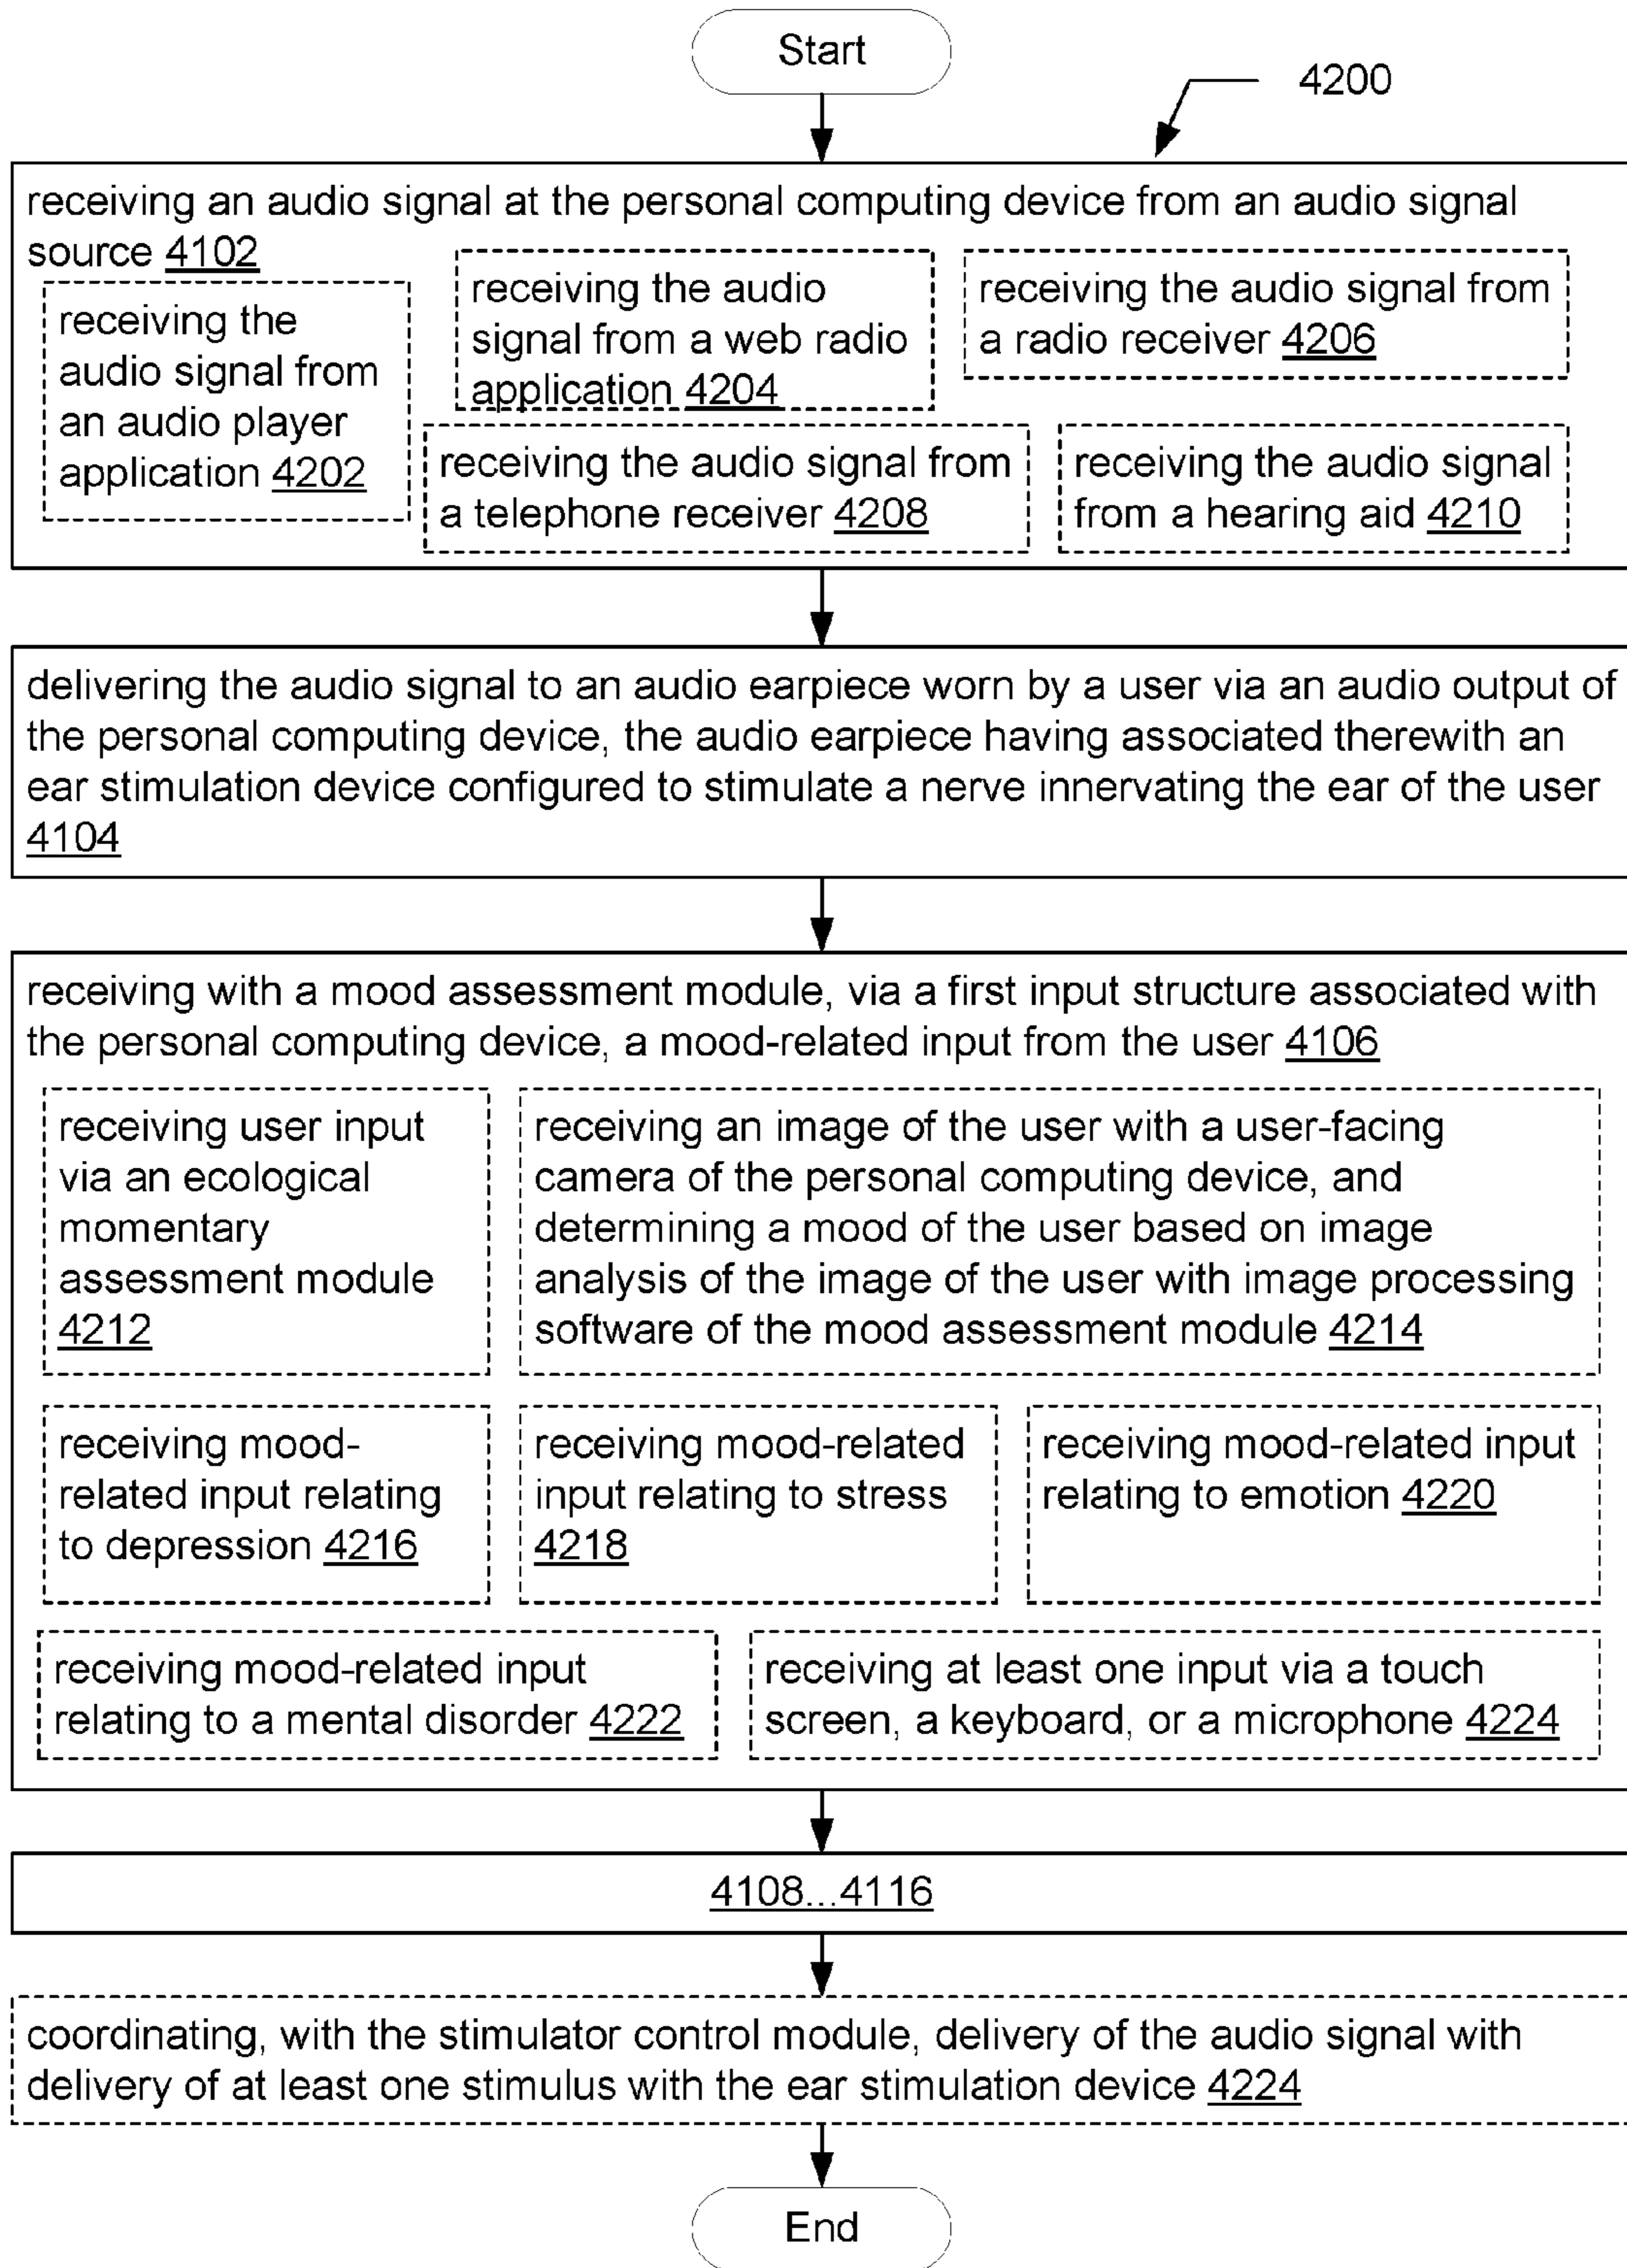 Start
4200
receiving an audio signal at the personal computing device from an audio signal
source 4102
receiving the
audio signal from
an audio player
application 4202
receiving the audio
signal from a web radio
application 4204
receiving the audio signal from
a radio receiver 4206
receiving the audio signal from
a telephone receiver 4208
receiving the audio signal
from a hearing aid 4210
delivering the audio signal to an audio earpiece worn by a user via an audio output of
the personal computing device, the audio earpiece having associated therewith an
ear stimulation device configured to stimulate a nerve innervating the ear of the user
4104
receiving with a mood assessment module, via a first input structure associated with
the personal computing device, a mood-related input from the user 4106
receiving user input
via an ecological
momentary
assessment module
4212
receiving an image of the user with a user-facing
camera of the personal computing device, and
determining a mood of the user based on image
analysis of the image of the user with image processing
software of the mood assessment module 4214
receiving mood-
related input relating
to depression 4216
receiving mood-related
input relating to stress
4218
receiving mood-related input
relating to emotion 4220
receiving mood-related input
relating to a mental disorder 4222
receiving at least one input via a touch
screen, a keyboard, or a microphone 4224
4108...4116
coordinating, with the stimulator control module, delivery of the audio signal with
delivery of at least one stimulus with the ear stimulation device 4224
End